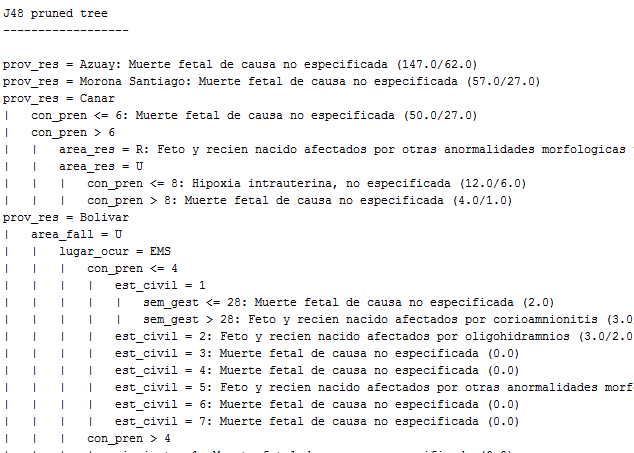 J48 pruned tree
------------------
prov_res = Azuay: Muerte fetal de causa no especificada (147.0/62.0)
prov_res = Morona Santiago: Muerte fetal de causa no especificada (57.0/27.0)
prov_res = Canar
|   con_pren <= 6: Muerte fetal de causa no especificada (50.0/27.0)
|   con_pren > 6
|   |   area_res = R: Feto y recien nacido afectados por otras anormalidades morfologicas
|   |   area_res = U
|   |   |   con_pren <= 8: Hipoxia intrauterina, no especificada (12.0/6.0)
|   |   |   con_pren > 8: Muerte fetal de causa no especificada (4.0/1.0)
prov_res = Bolivar
|   area_fall = U
|   |   lugar_ocur = EMS
|   |   |   con_pren <= 4
|   |   |   |   est_civil = 1
|   |   |   |   |   sem_gest <= 28: Muerte fetal de causa no especificada (2.0)
|   |   |   |   |   sem_gest > 28: Feto y recien nacido afectados por corioamnionitis (3.0
|   |   |   |   est_civil = 2: Feto y recien nacido afectados por oligohidramnios (3.0/2.0
|   |   |   |   est_civil = 3: Muerte fetal de causa no especificada (0.0)
|   |   |   |   est_civil = 4: Muerte fetal de causa no especificada (0.0)
|   |   |   |   est_civil = 5: Feto y recien nacido afectados por otras anormalidades morf
|   |   |   |   est_civil = 6: Muerte fetal de causa no especificada (0.0)
|   |   |   |   est_civil = 7: Muerte fetal de causa no especificada (0.0)
|   |   |   con_pren > 4